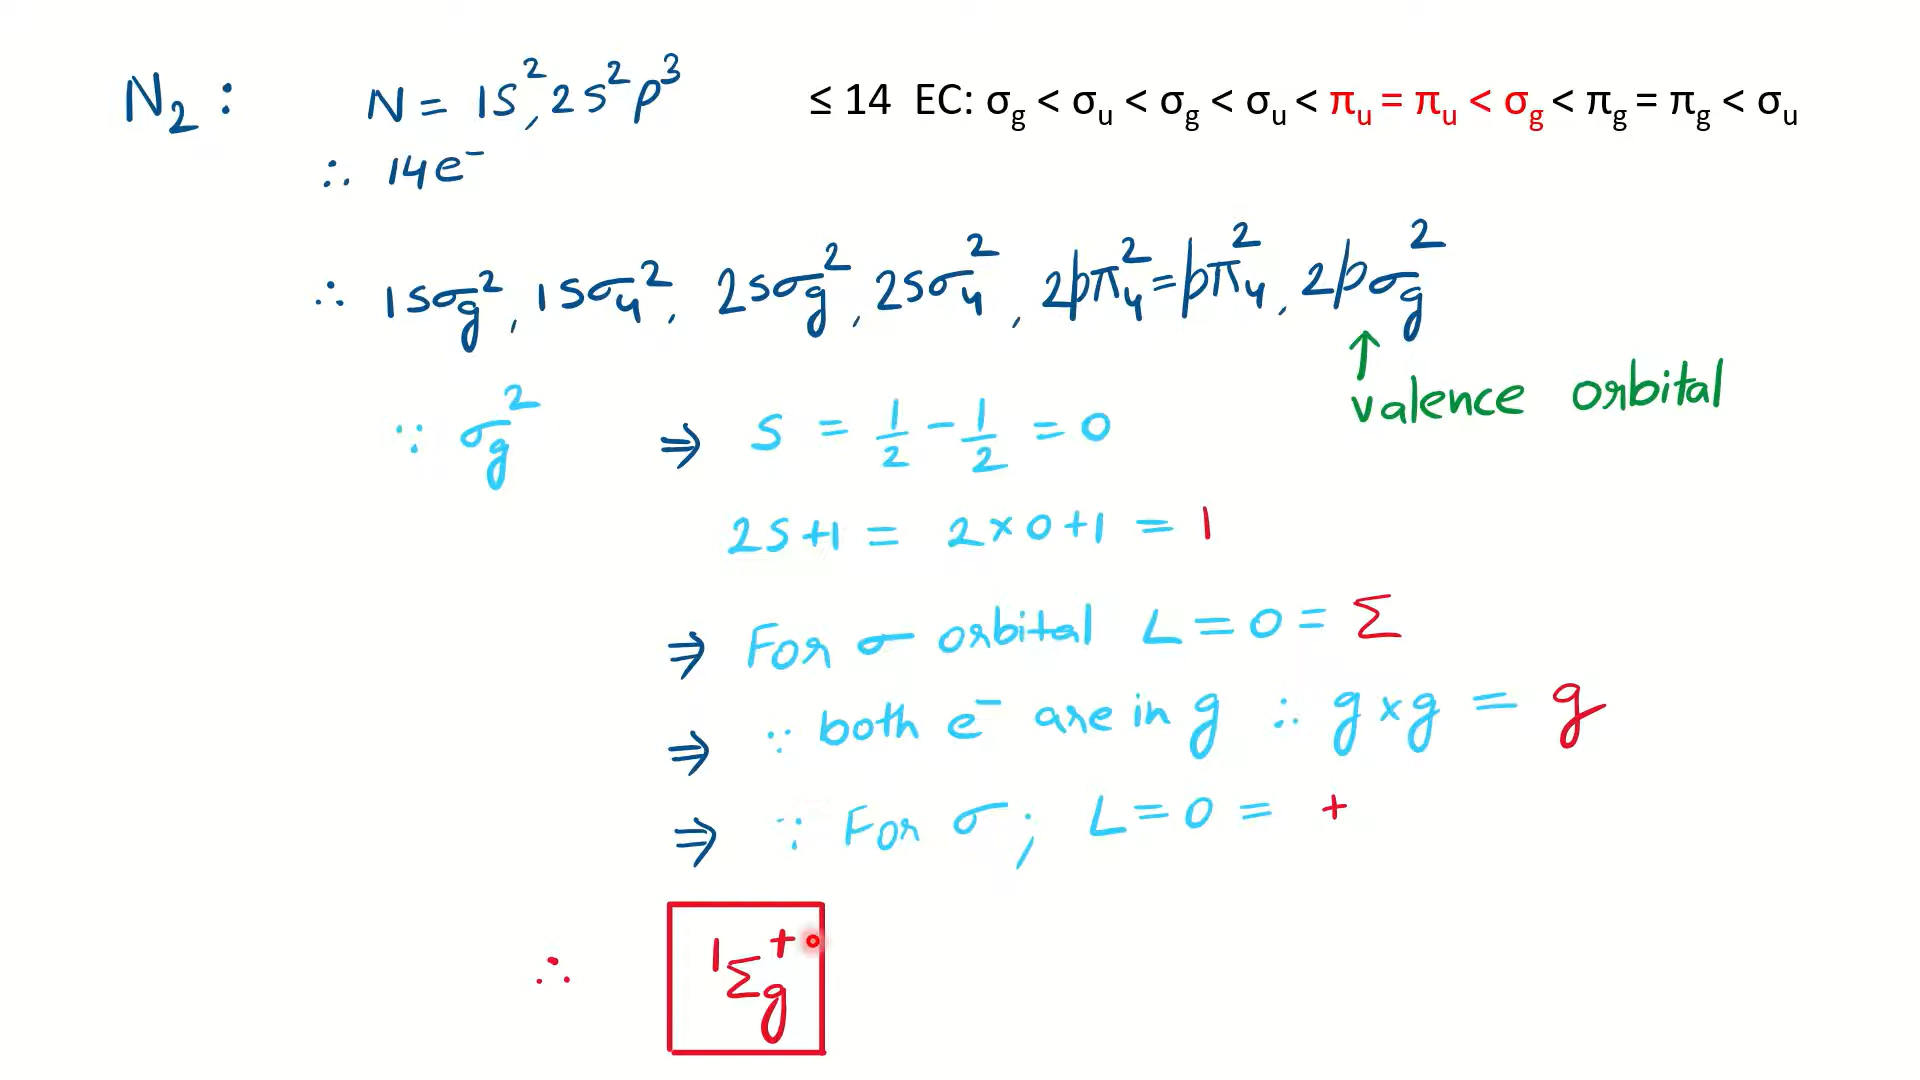 N₂ : N = 1S², 2S² p³ ≤ 14 EC: σg < σu < σg < σu < πu = πu < σg < πg = πg < σu
∴ 14e⁻
∴ 1sσg², 1sσu², 2sσg², 2sσu², 2pπu² = pπu², 2pσg²
↑
valence orbital
∵ σg² ⇒ S = 1/2 - 1/2 = 0
2S+1 = 2×0+1 = 1
⇒ For σ orbital L = 0 = Σ
⇒ ∵ both e⁻ are in g ∴ g×g = g
⇒ ∵ For σ; L = 0 = +
∴ ¹Σg⁺